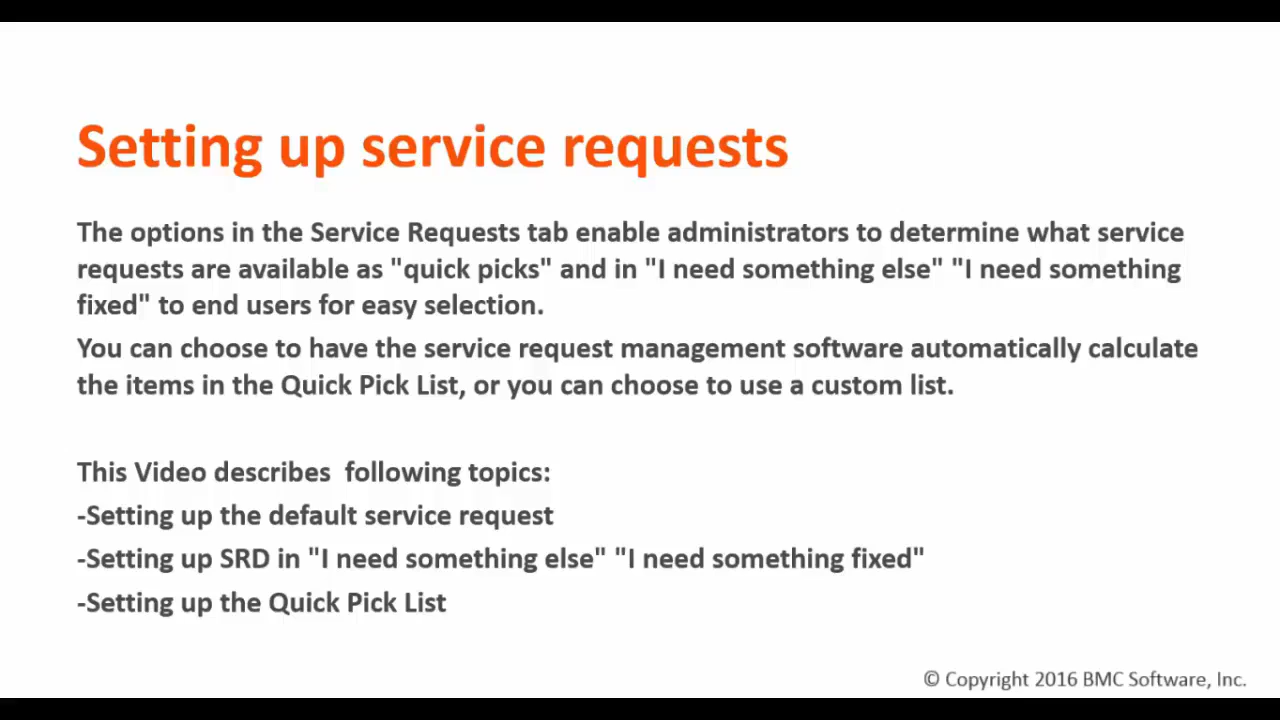 Setting up service requests
The options in the Service Requests tab enable administrators to determine what service
requests are available as "quick picks" and in "I need something else" "I need something
fixed" to end users for easy selection.
You can choose to have the service request management software automatically calculate
the items in the Quick Pick List, or you can choose to use a custom list.
This Video describes  following topics:
-Setting up the default service request
-Setting up SRD in "I need something else" "I need something fixed"
-Setting up the Quick Pick List
© Copyright 2016 BMC Software, Inc.